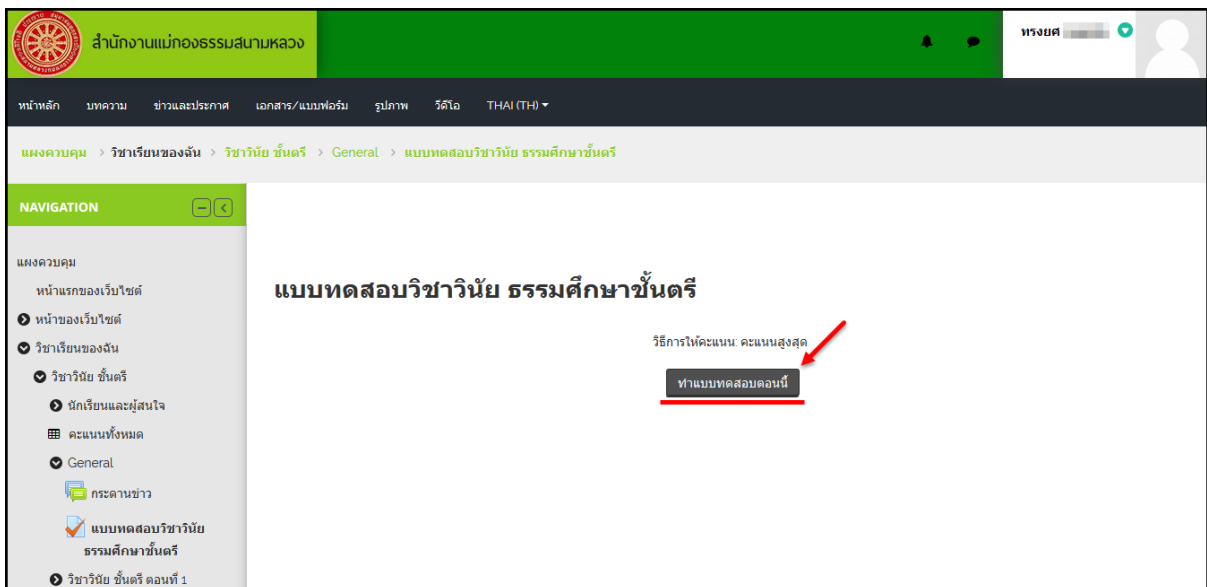 สำนักงานแม่กองธรรมสนามหลวง
ทรงยศ
หน้าหลัก บทความ ข่าวและประกาศ เอกสาร/แบบฟอร์ม รูปภาพ วีดีโอ THAI (TH)
แผงควบคุม > วิชาเรียนของฉัน > วิชาวินัย ชั้นตรี > General > แบบทดสอบวิชาวินัย ธรรมศึกษาชั้นตรี
NAVIGATION
แผงควบคุม
หน้าแรกของเว็บไซต์
หน้าของเว็บไซต์
วิชาเรียนของฉัน
วิชาวินัย ชั้นตรี
นักเรียนและผู้สนใจ
คะแนนทั้งหมด
General
กระดานข่าว
แบบทดสอบวิชาวินัย
ธรรมศึกษาชั้นตรี
วิชาวินัย ชั้นตรี ตอนที่ 1
แบบทดสอบวิชาวินัย ธรรมศึกษาชั้นตรี
วิธีการให้คะแนน: คะแนนสูงสุด
ทำแบบทดสอบตอนนี้